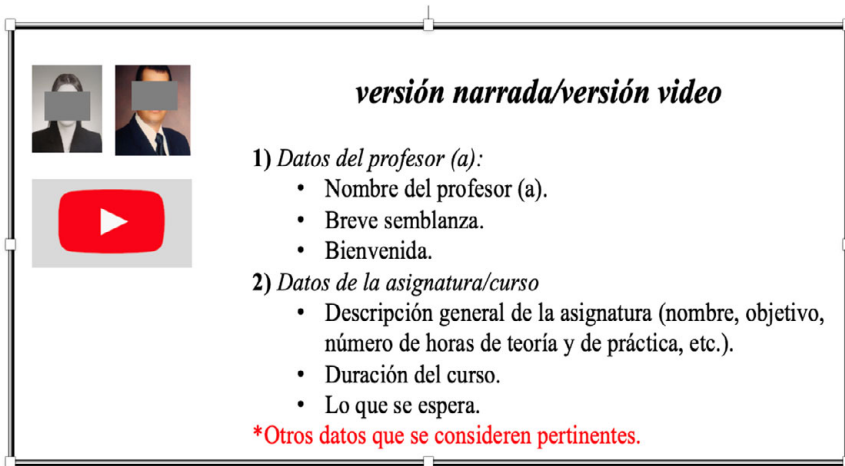 versión narrada/versión video
1) Datos del profesor (a):
• Nombre del profesor (a).
• Breve semblanza.
• Bienvenida.
2) Datos de la asignatura/curso
• Descripción general de la asignatura (nombre, objetivo,
número de horas de teoría y de práctica, etc.).
• Duración del curso.
• Lo que se espera.
*Otros datos que se consideren pertinentes.